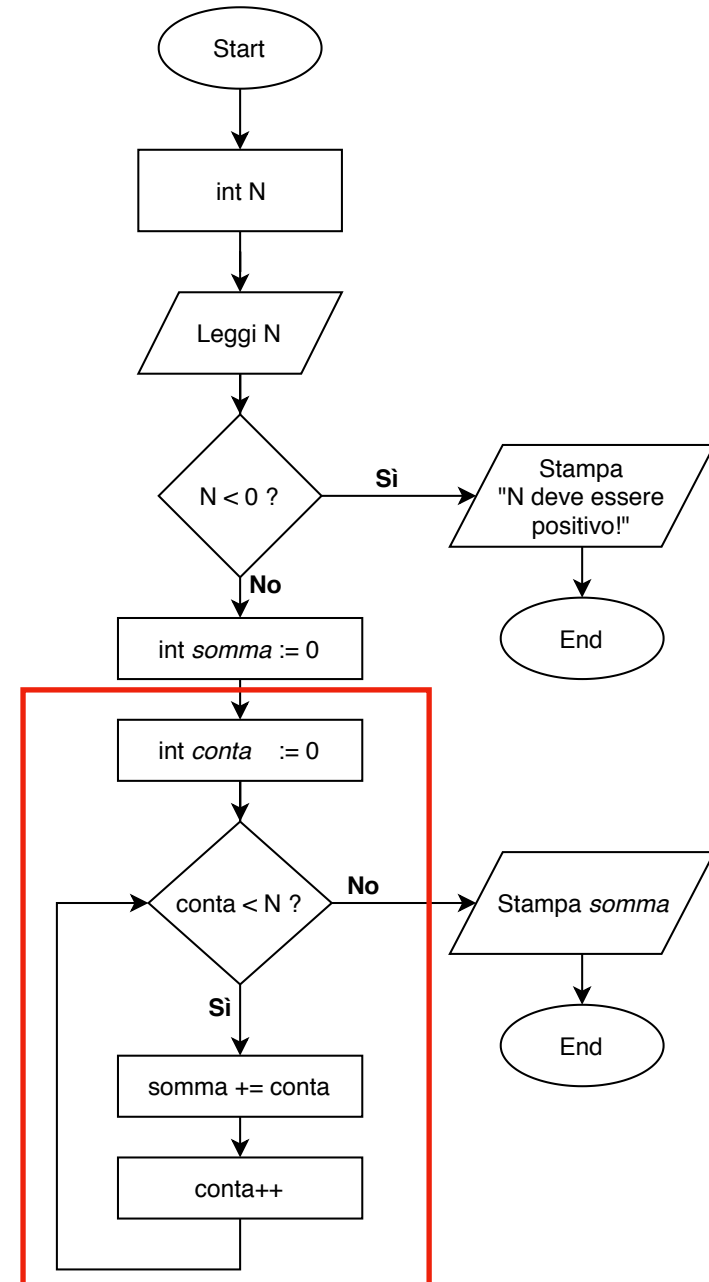 Start
int N
Leggi N
N < 0 ?
Sì
Stampa
"N deve essere
positivo!"
No
End
int somma := 0
int conta := 0
conta < N ?
No
Stampa somma
Sì
End
somma += conta
conta++